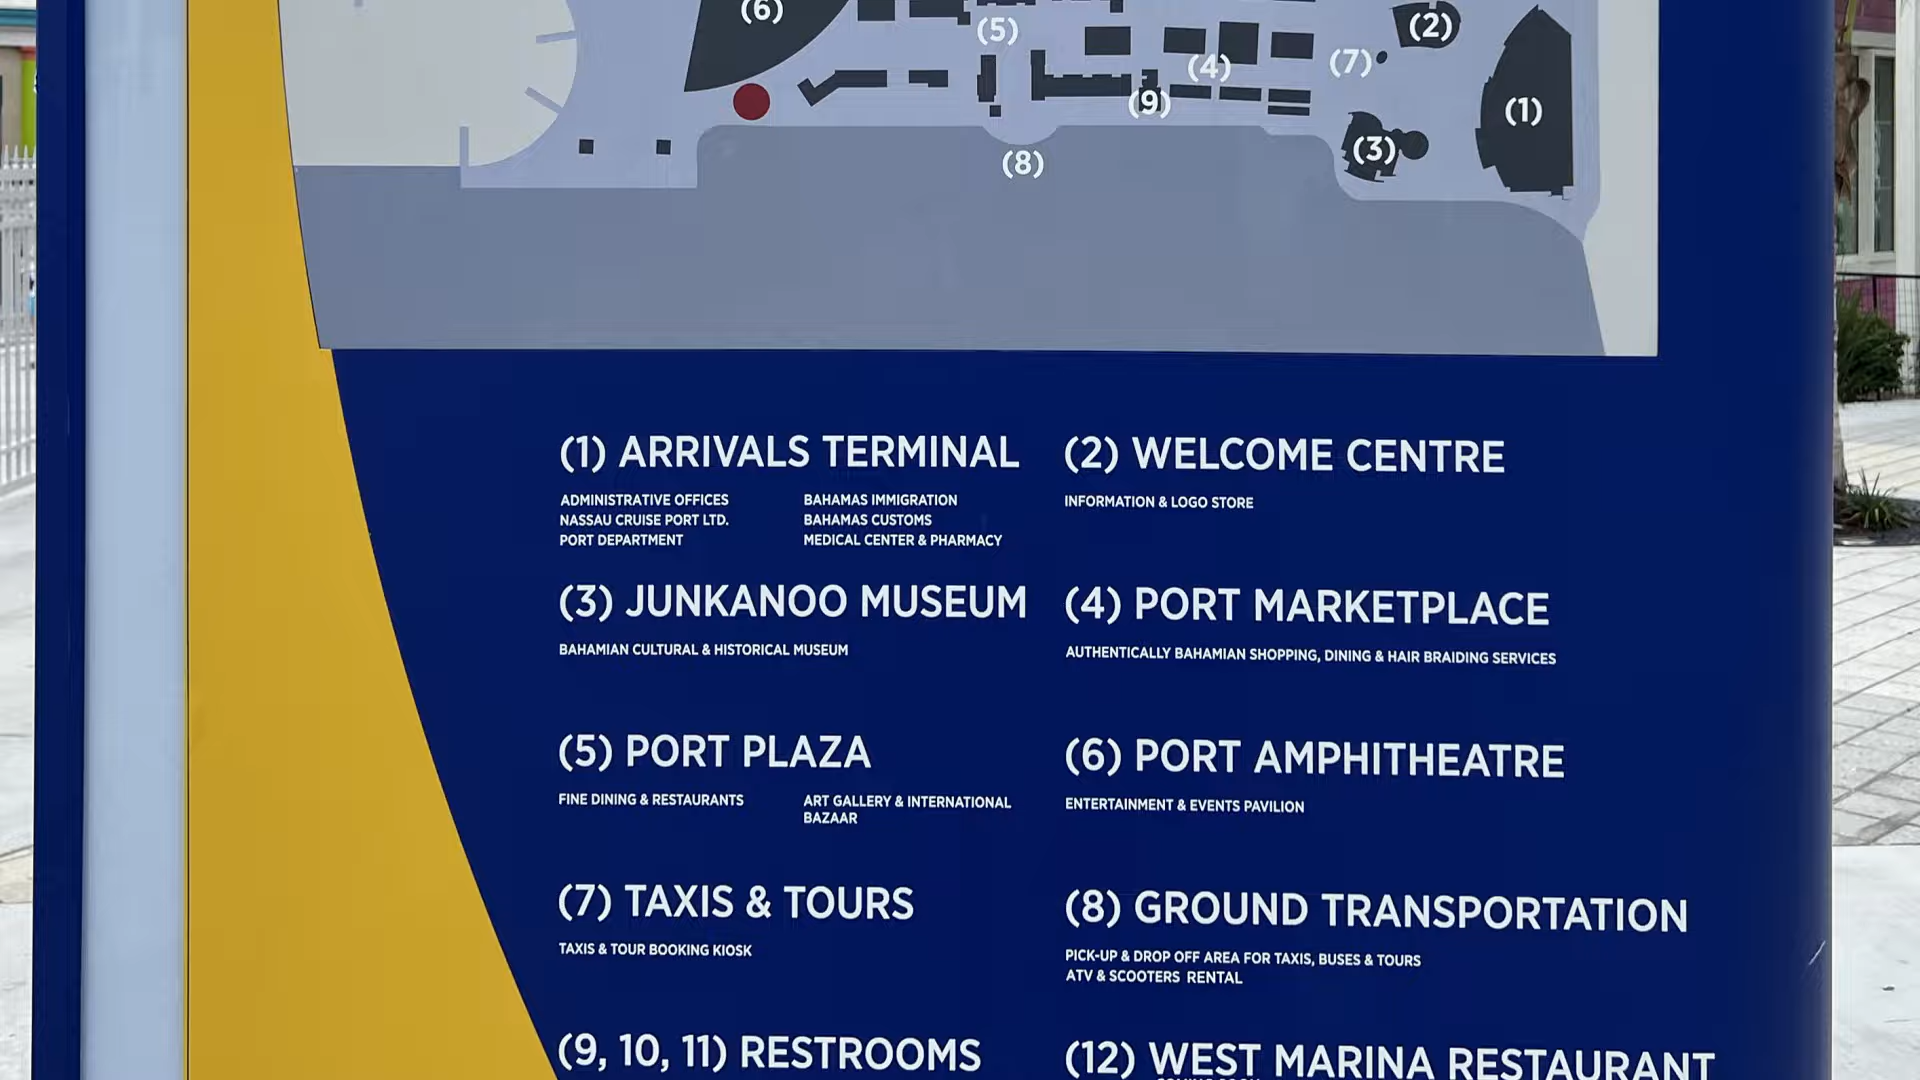 (6)
(5)
(2)
(4)
(7)
(9)
(1)
(3)
(8)
(1) ARRIVALS TERMINAL
ADMINISTRATIVE OFFICES
NASSAU CRUISE PORT LTD.
PORT DEPARTMENT
BAHAMAS IMMIGRATION
BAHAMAS CUSTOMS
MEDICAL CENTER & PHARMACY
(2) WELCOME CENTRE
INFORMATION & LOGO STORE
(3) JUNKANOO MUSEUM
BAHAMIAN CULTURAL & HISTORICAL MUSEUM
(4) PORT MARKETPLACE
AUTHENTICALLY BAHAMIAN SHOPPING, DINING & HAIR BRAIDING SERVICES
(5) PORT PLAZA
FINE DINING & RESTAURANTS
ART GALLERY & INTERNATIONAL
BAZAAR
(6) PORT AMPHITHEATRE
ENTERTAINMENT & EVENTS PAVILION
(7) TAXIS & TOURS
TAXIS & TOUR BOOKING KIOSK
(8) GROUND TRANSPORTATION
PICK-UP & DROP OFF AREA FOR TAXIS, BUSES & TOURS
ATV & SCOOTERS RENTAL
(9, 10, 11) RESTROOMS
(12) WEST MARINA RESTAURANT